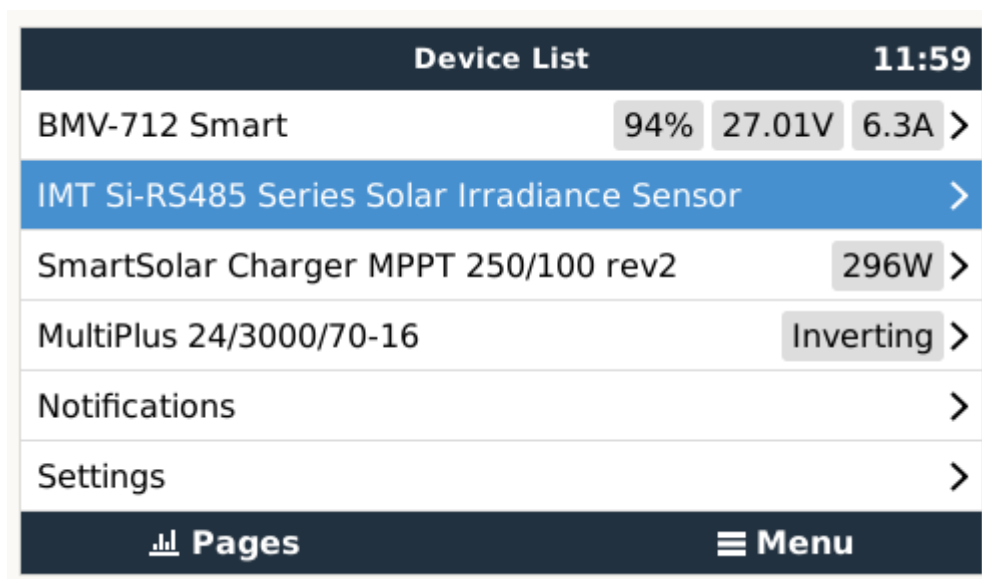 Device List 11:59
BMV-712 Smart 94% 27.01V 6.3A
IMT Si-RS485 Series Solar Irradiance Sensor
SmartSolar Charger MPPT 250/100 rev2 296W
MultiPlus 24/3000/70-16 Inverting
Notifications
Settings
Pages Menu